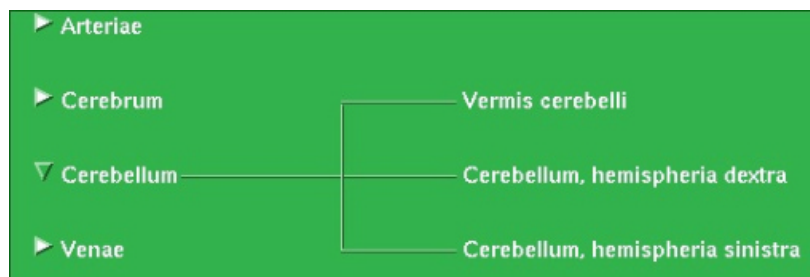 Arteriae
Cerebrum
Vermis cerebelli
Cerebellum
Cerebellum, hemispheria dextra
Venae
Cerebellum, hemispheria sinistra